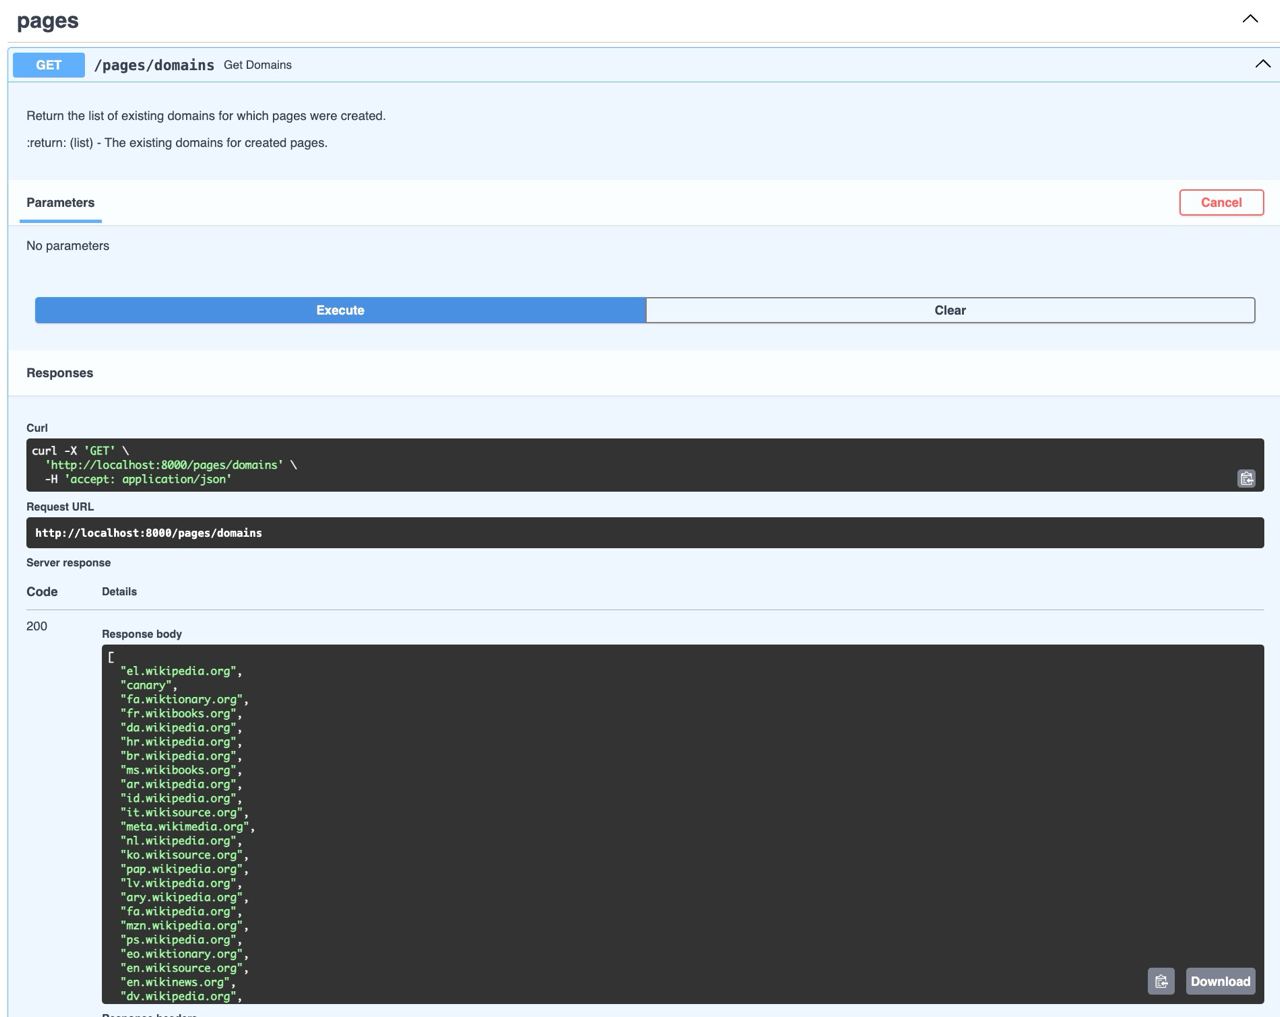 pages
GET /pages/domains Get Domains
Return the list of existing domains for which pages were created.
:return: (list) - The existing domains for created pages.
Parameters
Cancel
No parameters
Execute
Clear
Responses
Curl
curl -X 'GET' \
'http://localhost:8000/pages/domains' \
-H 'accept: application/json'
Request URL
http://localhost:8000/pages/domains
Server response
Code Details
200
Response body
[
"el.wikipedia.org",
"canary",
"fa.wiktionary.org",
"fr.wikibooks.org",
"da.wikipedia.org",
"hr.wikipedia.org",
"br.wikipedia.org",
"ms.wikibooks.org",
"ar.wikipedia.org",
"id.wikipedia.org",
"it.wikisource.org",
"meta.wikimedia.org",
"nl.wikipedia.org",
"ko.wikisource.org",
"pap.wikipedia.org",
"lv.wikipedia.org",
"ary.wikipedia.org",
"fa.wikipedia.org",
"mzn.wikipedia.org",
"ps.wikipedia.org",
"eo.wiktionary.org",
"en.wikisource.org",
"en.wikinews.org",
"dv.wikipedia.org",
Download
Response headers